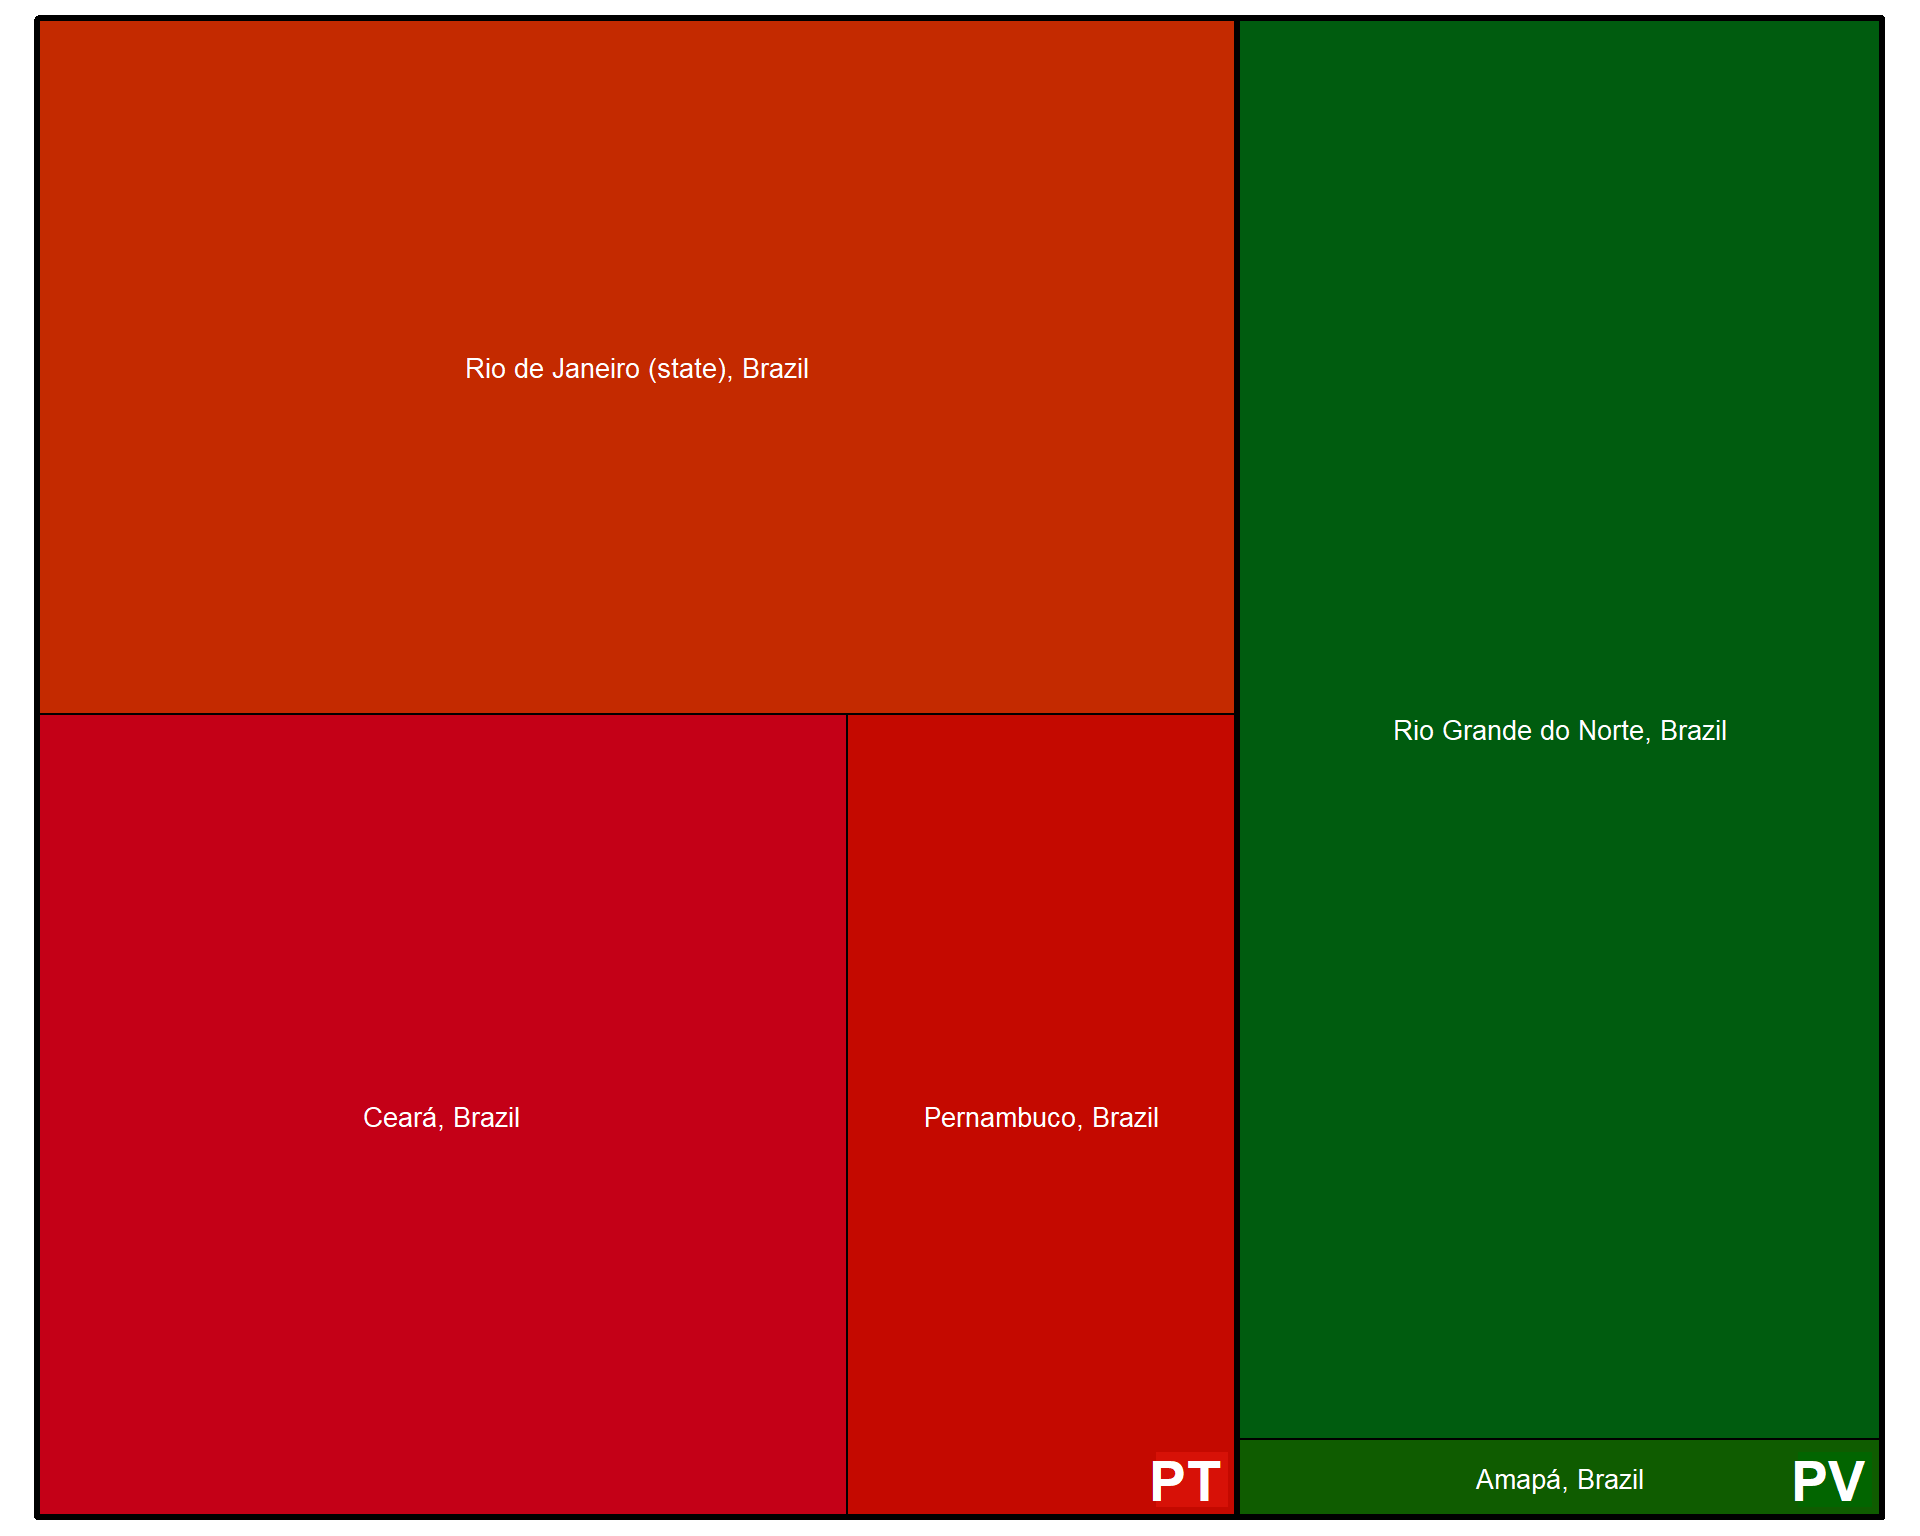 Rio de Janeiro (state), Brazil
Rio Grande do Norte, Brazil
Ceará, Brazil
Pernambuco, Brazil
PT
Amapá, Brazil
PV